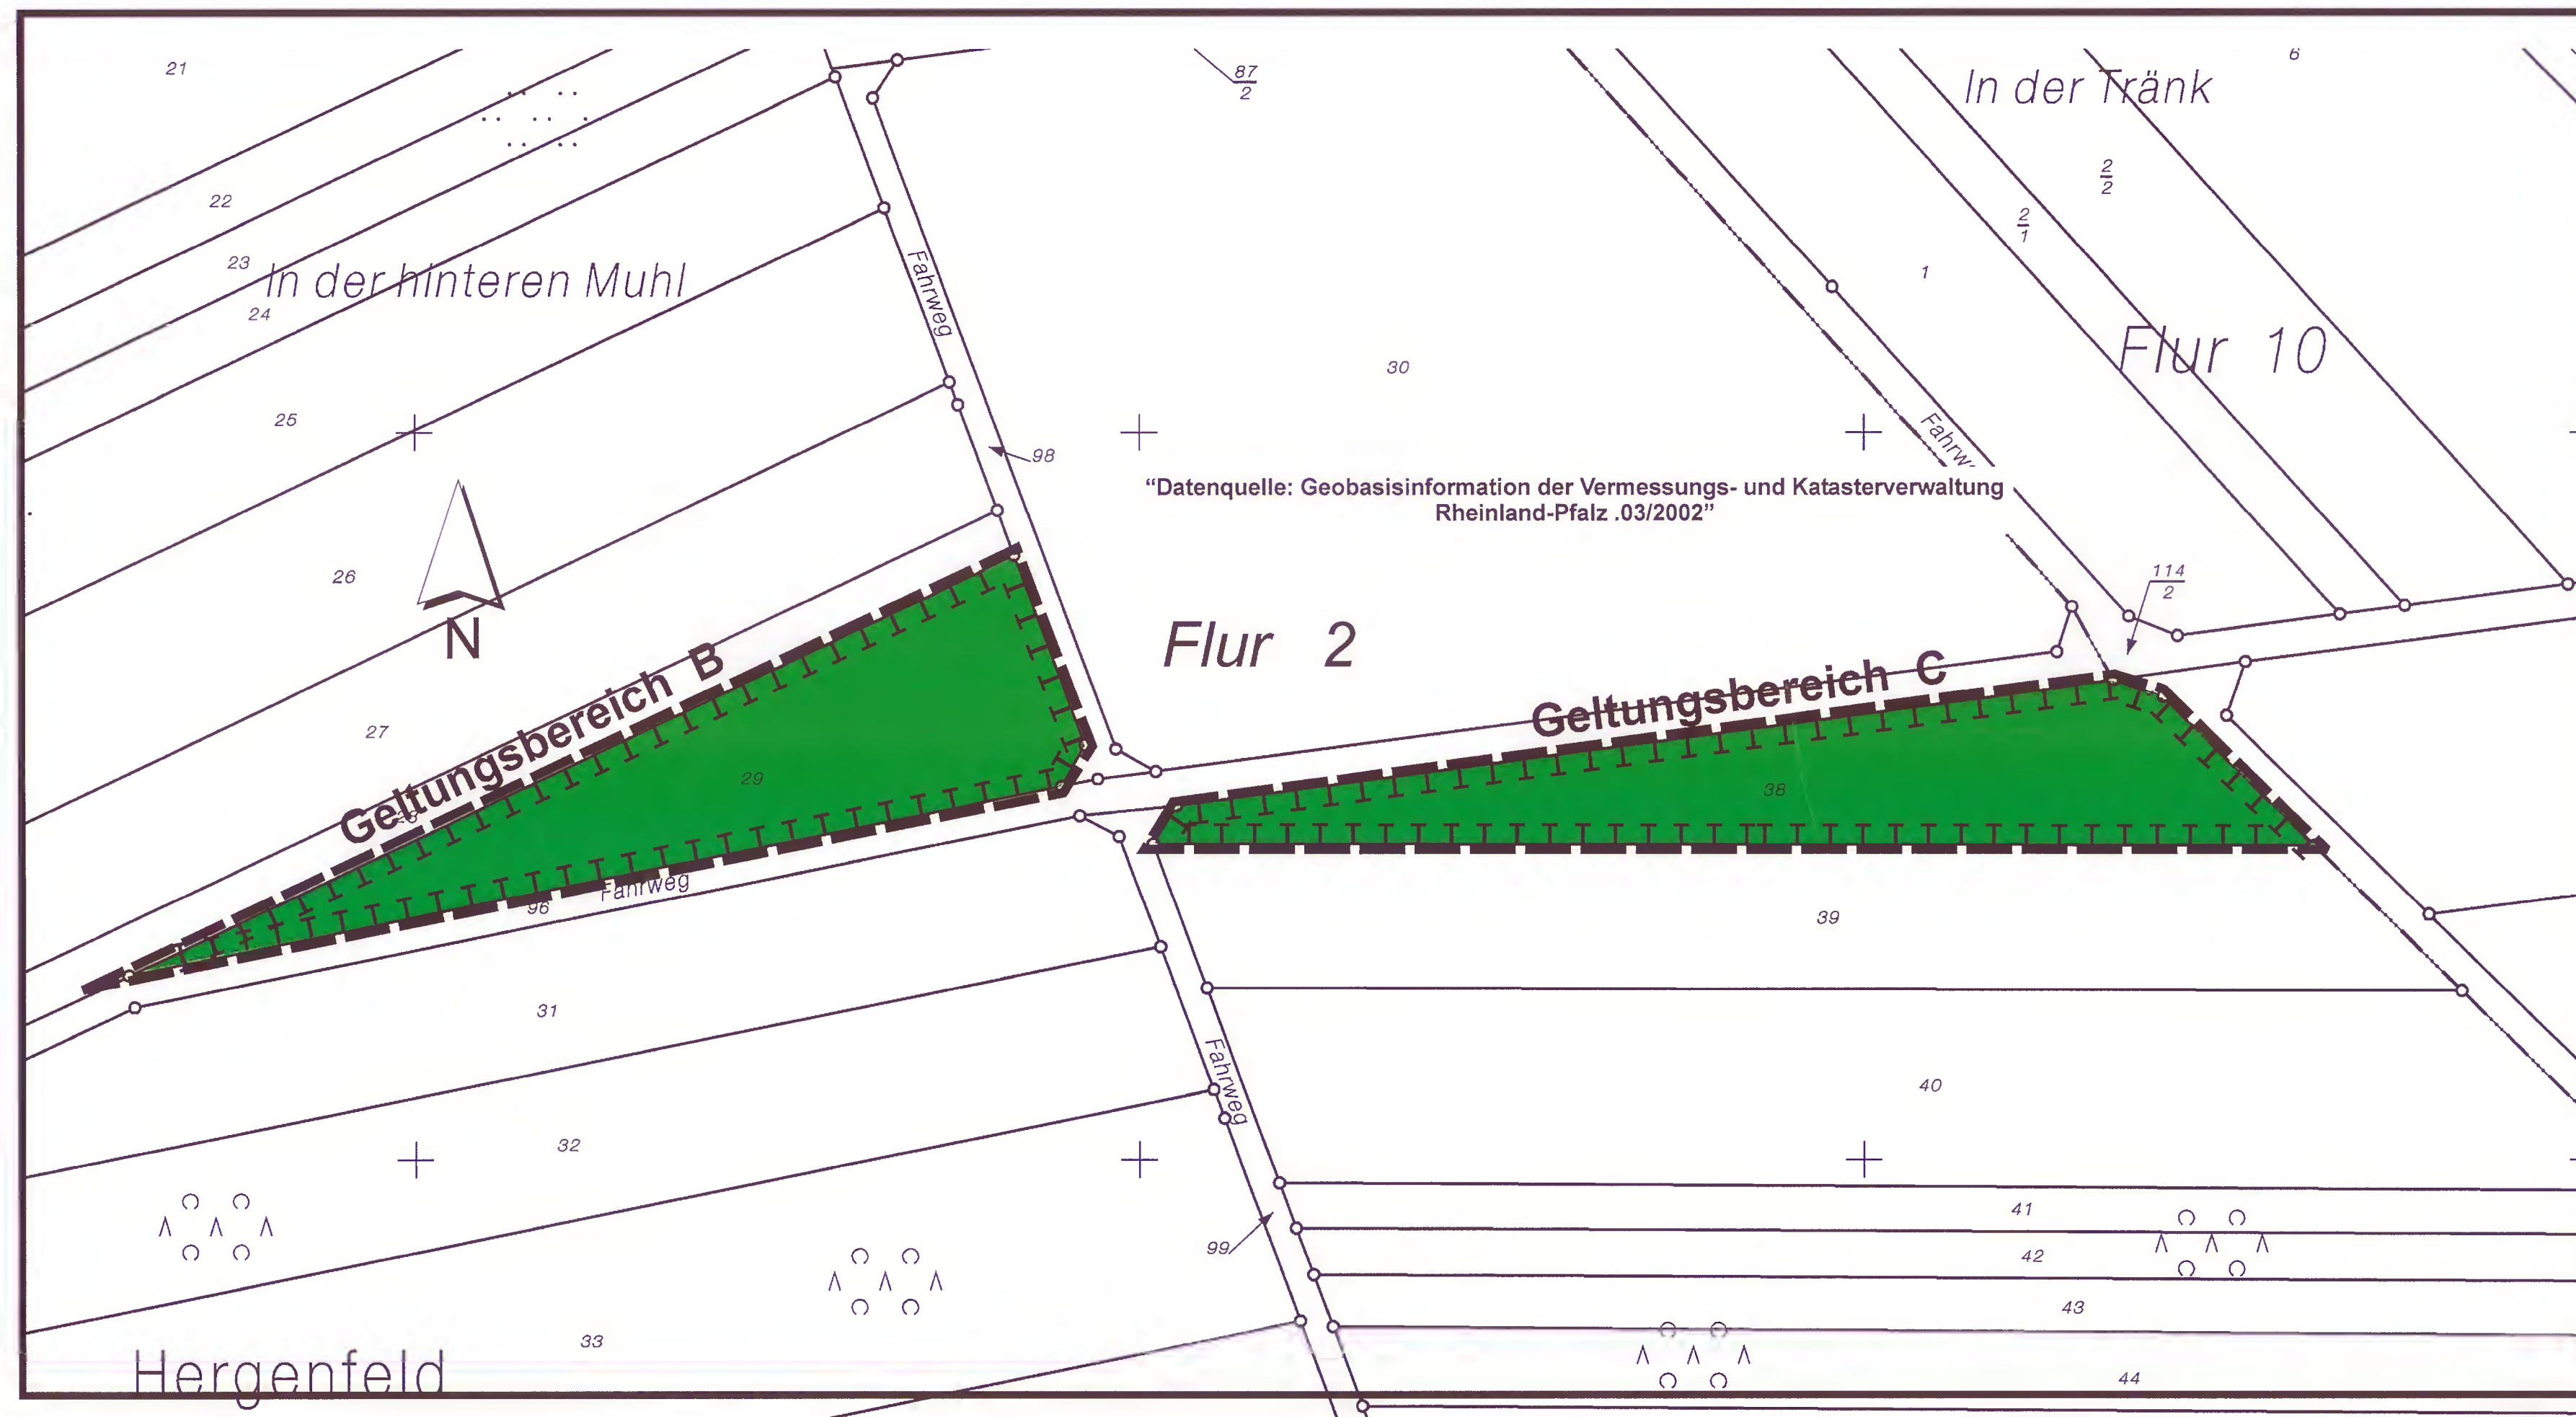 21
87
2
6
In der Tränk
2
2
22
2
1
23
In der hinteren Muhl
1
24
Fahrweg
Flur 10
30
25
Fahrw
98
“Datenquelle: Geobasisinformation der Vermessungs- und Katasterverwaltung
Rheinland-Pfalz .03/2002”
26
114
2
N
Flur 2
Geltungsbereich B
Geltungsbereich C
27
29
38
28
Fahrweg
96
39
31
Fahrweg
40
32
41
99
42
43
33
Hergenfeld
44